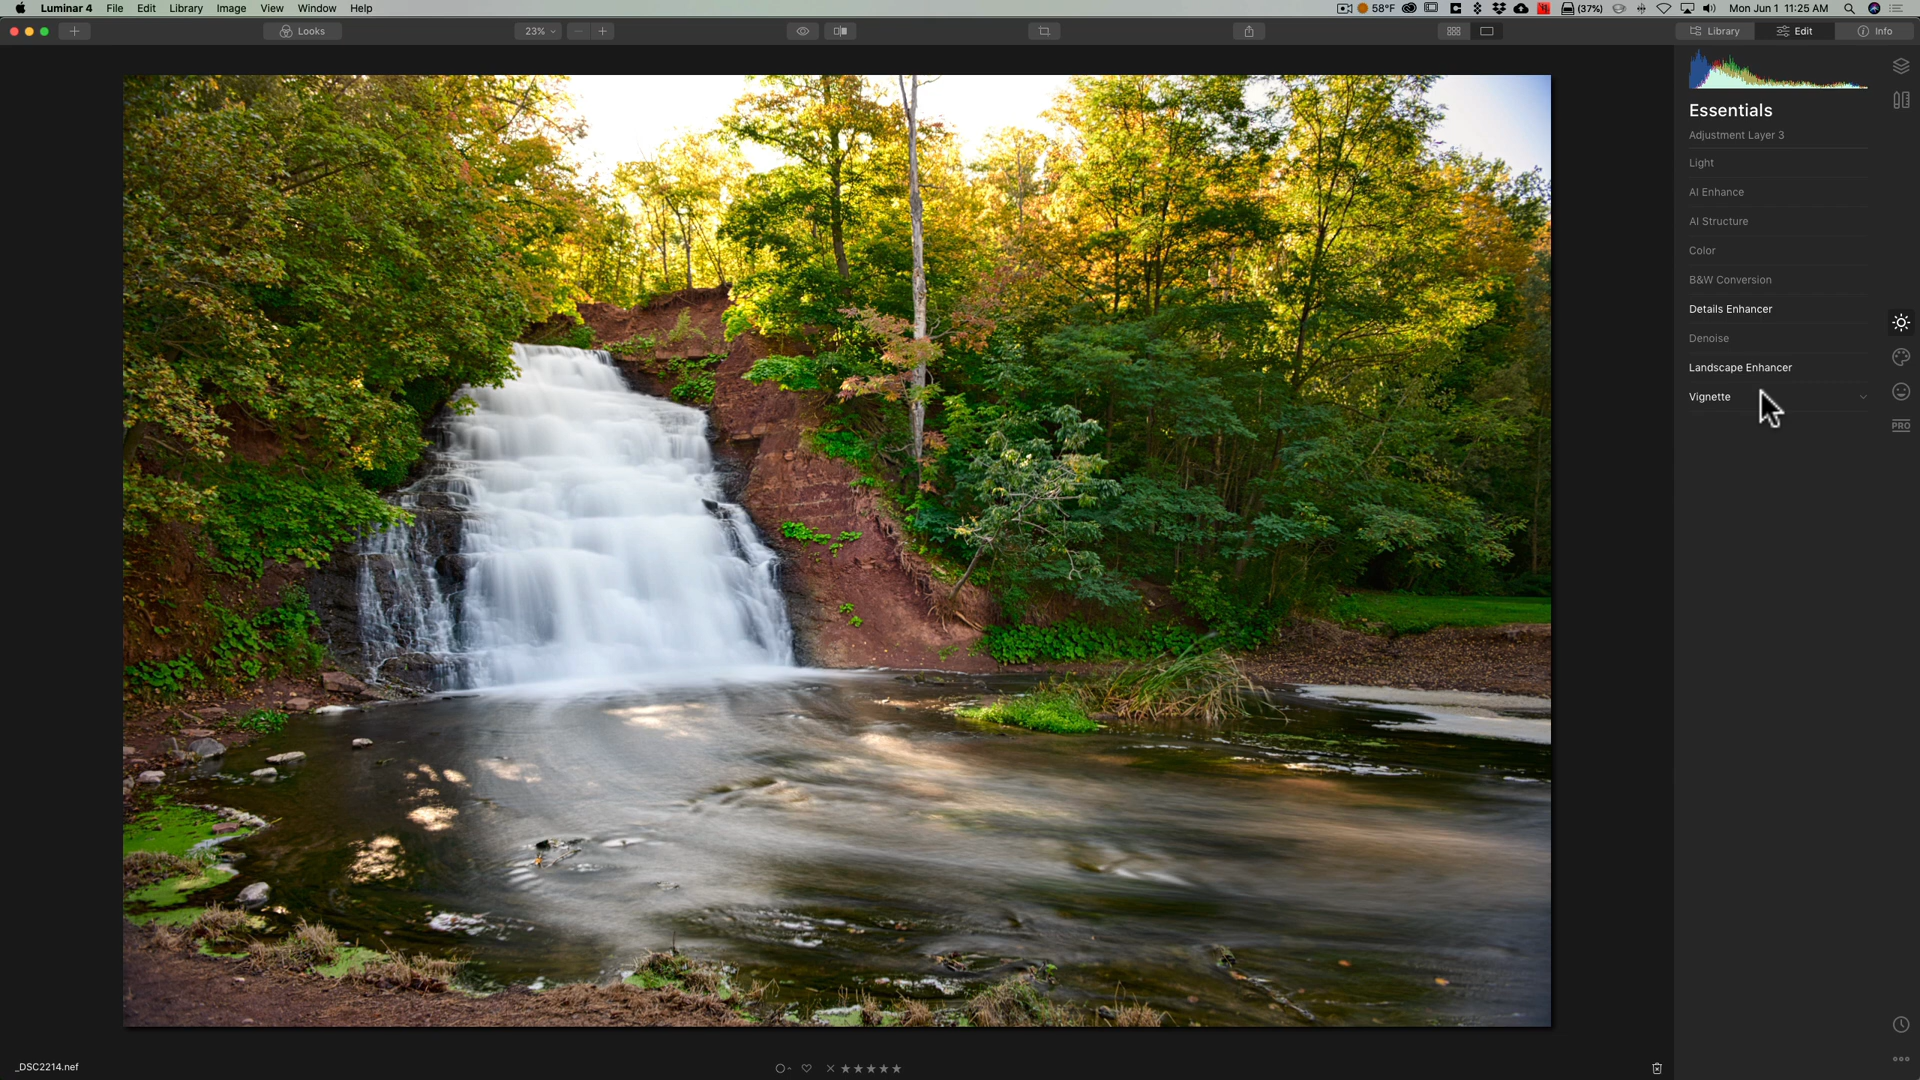 Luminar 4 File Edit Library Image View Window Help 58°F (37%) Mon Jun 1 11:25 AM
Looks 23% Library Edit Info
Essentials
Adjustment Layer 3
Light
AI Enhance
AI Structure
Color
B&W Conversion
Details Enhancer
Denoise
Landscape Enhancer
Vignette
PRO
_DSC2214.nef